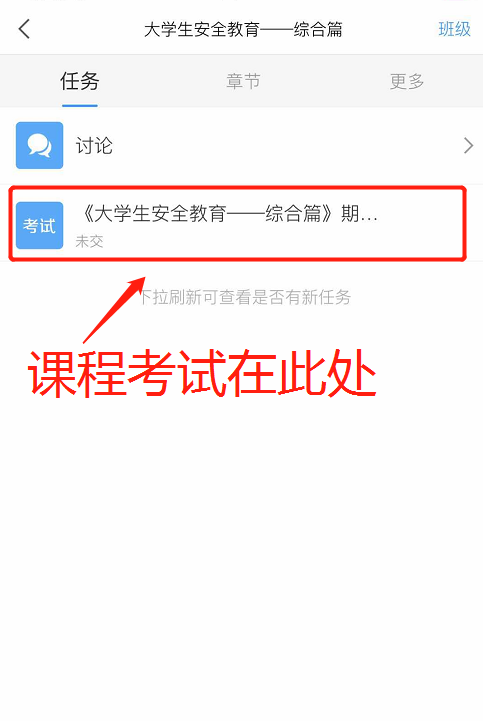 大学生安全教育——综合篇
班级
任务
章节
更多
讨论
考试
《大学生安全教育——综合篇》期...
未交
下拉刷新可查看是否有新任务
课程考试在此处